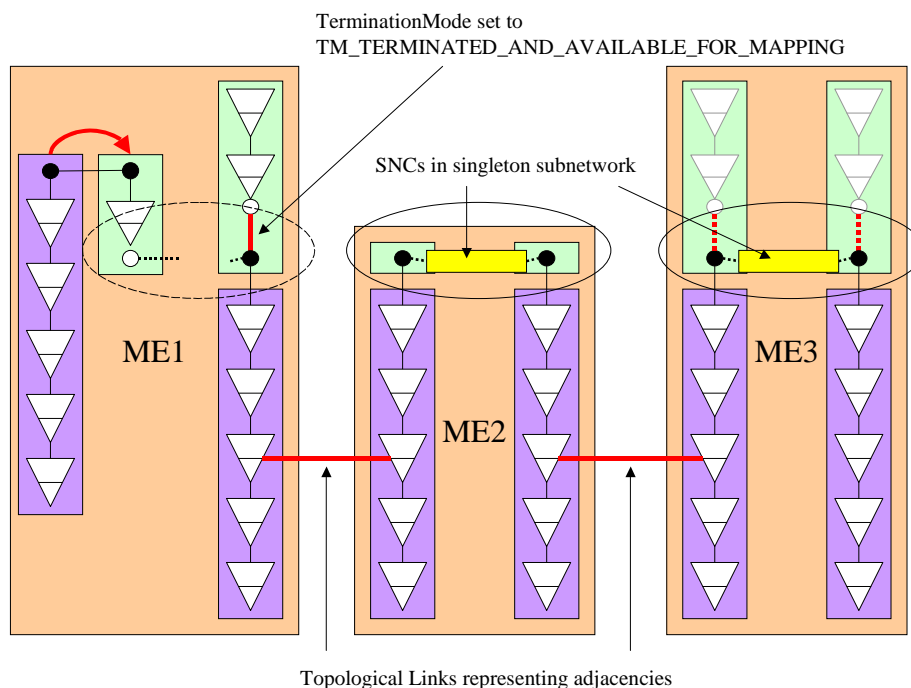 TerminationMode set to
TM_TERMINATED_AND_AVAILABLE_FOR_MAPPING
SNCs in singleton subnetwork
ME1
ME2
ME3
Topological Links representing adjacencies